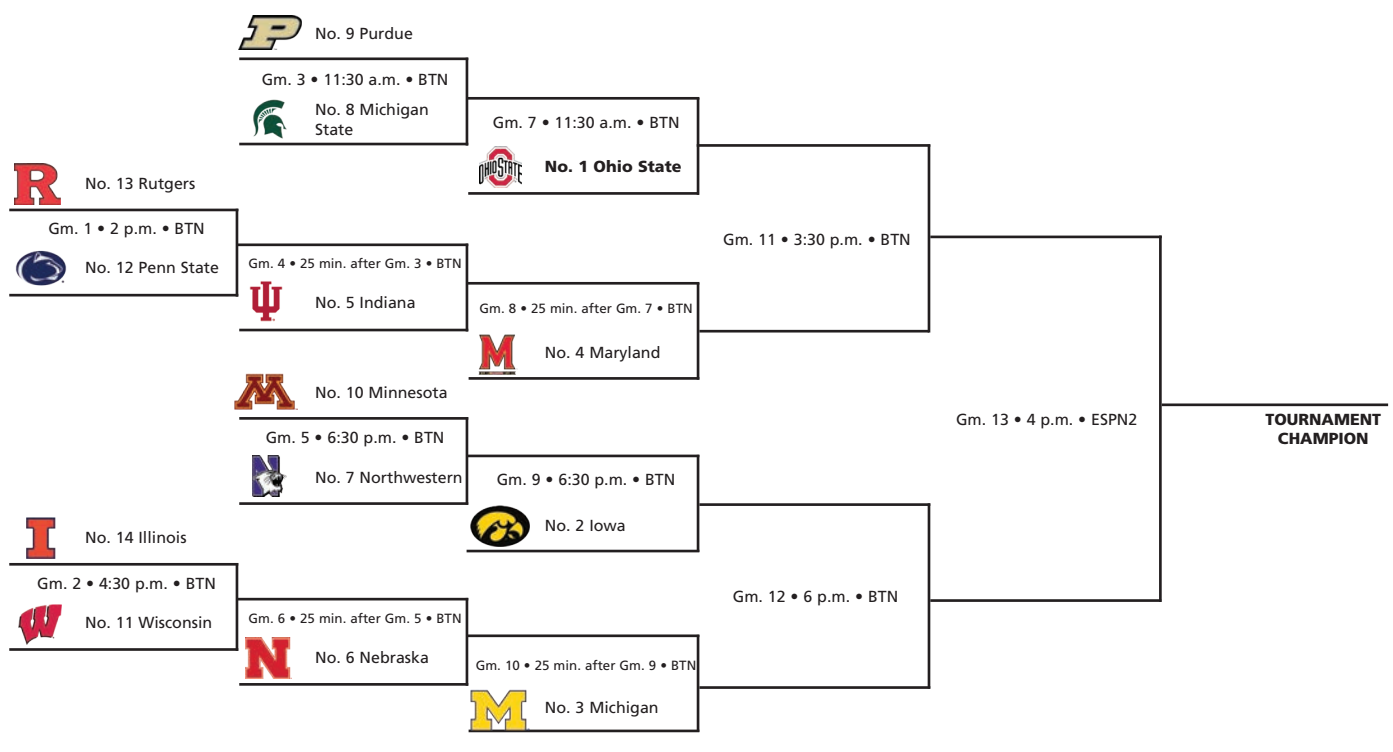 No. 9 Purdue
Gm. 3 • 11:30 a.m. • BTN
No. 8 Michigan
State
Gm. 7 • 11:30 a.m. • BTN
OHIO STATE
No. 1 Ohio State
R
No. 13 Rutgers
Gm. 1 • 2 p.m. • BTN
No. 12 Penn State
Gm. 4 • 25 min. after Gm. 3 • BTN
No. 5 Indiana
Gm. 11 • 3:30 p.m. • BTN
Gm. 8 • 25 min. after Gm. 7 • BTN
M
No. 4 Maryland
M
No. 10 Minnesota
Gm. 5 • 6:30 p.m. • BTN
N
No. 7 Northwestern
Gm. 9 • 6:30 p.m. • BTN
No. 2 Iowa
Gm. 13 • 4 p.m. • ESPN2
TOURNAMENT
CHAMPION
I
No. 14 Illinois
Gm. 2 • 4:30 p.m. • BTN
W
No. 11 Wisconsin
Gm. 6 • 25 min. after Gm. 5 • BTN
N
No. 6 Nebraska
Gm. 12 • 6 p.m. • BTN
Gm. 10 • 25 min. after Gm. 9 • BTN
M
No. 3 Michigan
P